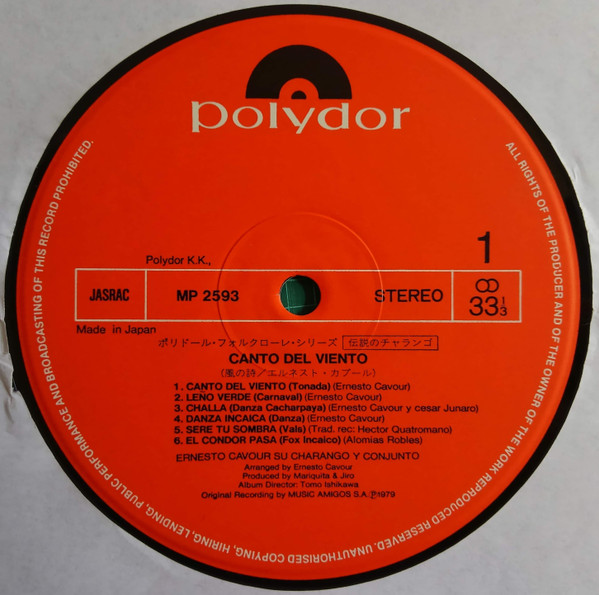 polydor
1
Polydor K.K.,
JASRAC MP 2593 STEREO 33 1/3
Made in Japan
ポリドール・フォルクローレ・シリーズ 伝説のチャランゴ
CANTO DEL VIENTO
(風の詩/エルネスト・カブール)
1. CANTO DEL VIENTO (Tonada) (Ernesto Cavour)
2. LEÑO VERDE (Carnaval) (Ernesto Cavour)
3. CHALLA (Danza Cacharpaya) (Ernesto Cavour y cesar Junaro)
4. DANZA INCAICA (Danza) (Ernesto Cavour)
5. SERE TU SOMBRA (Vals) (Trad. rec: Hector Quatromano)
6. EL CONDOR PASA (Fox Incaico) (Alomias Robles)
ERNESTO CAVOUR SU CHARANGO Y CONJUNTO
Arranged by Ernesto Cavour
Produced by Mariquita & Jiro
Album Director: Tomo Ishikawa
Original Recording by MUSIC AMIGOS S.A. ℗1979
ALL RIGHTS OF THE PRODUCER AND OF THE OWNER OF THE WORK REPRODUCED RESERVED. UNAUTHORISED COPYING, HIRING, LENDING, PUBLIC PERFORMANCE AND BROADCASTING OF THIS RECORD PROHIBITED.